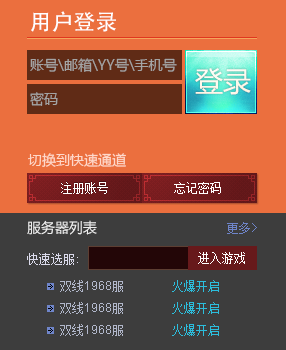 用户登录
账号\邮箱\YY号\手机号
登录
密码
切换到快速通道
注册账号 忘记密码
服务器列表 更多>
快速选服: 进入游戏
双线1968服 火爆开启
双线1968服 火爆开启
双线1968服 火爆开启